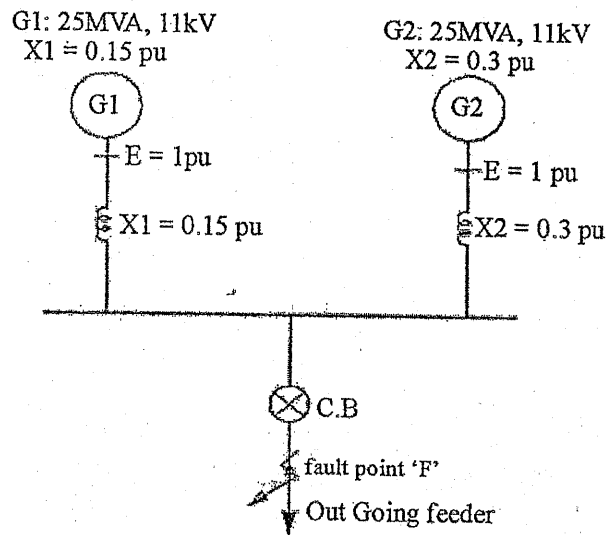 G1: 25MVA, 11kV
X1 = 0.15 pu
G2: 25MVA, 11kV
X2 = 0.3 pu
G1
G2
E = 1pu
E = 1 pu
X1 = 0.15 pu
X2 = 0.3 pu
C.B
fault point ‘F’
Out Going feeder